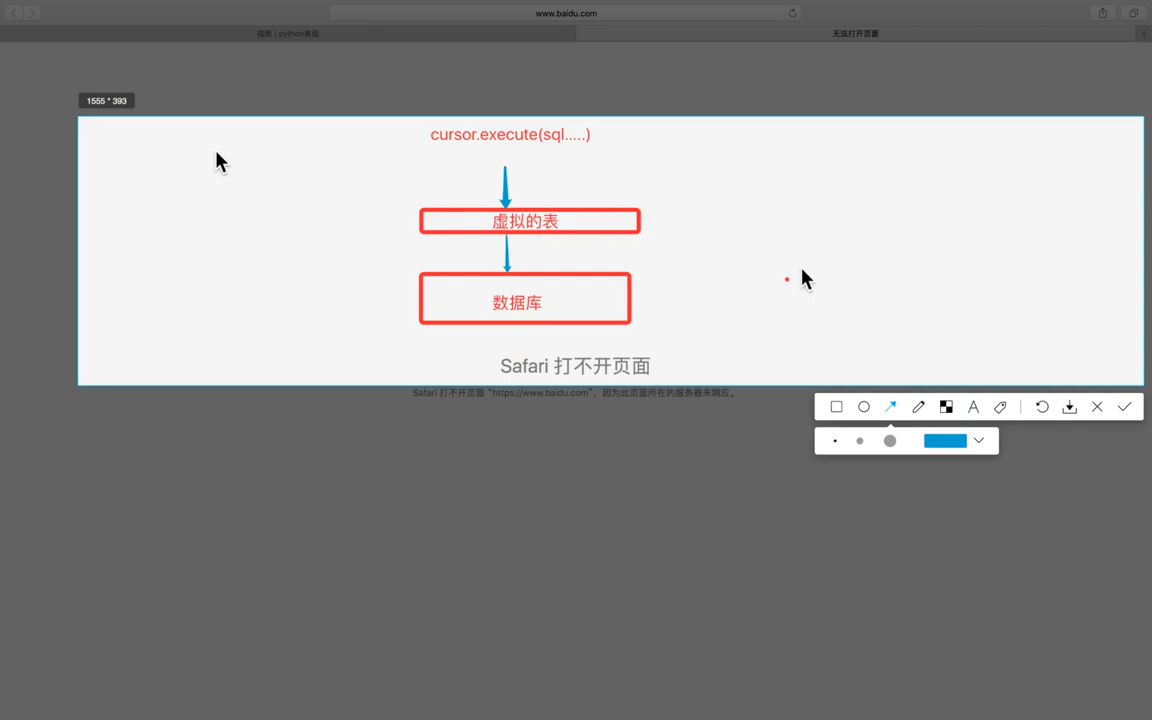 www.baidu.com
视图 | python高级
无法打开页面
1555 * 393
cursor.execute(sql.....)
虚拟的表
数据库
Safari 打不开页面
Safari 打不开页面“https://www.baidu.com”，因为此页面所在的服务器未响应。